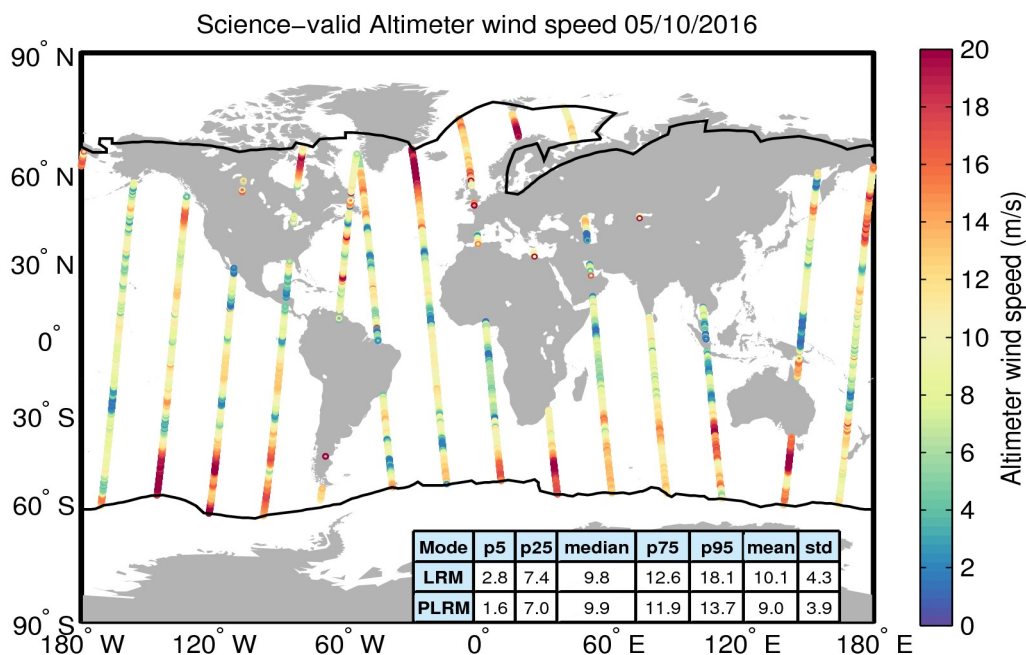 Science−valid Altimeter wind speed 05/10/2016
90° N
60° N
30° N
0°
30° S
60° S
90° S
180° W
120° W
60° W
0°
60° E
120° E
180° E
Mode p5 p25 median p75 p95 mean std
LRM 2.8 7.4 9.8 12.6 18.1 10.1 4.3
PLRM 1.6 7.0 9.9 11.9 13.7 9.0 3.9
20
18
16
14
12
10
8
6
4
2
0
Altimeter wind speed (m/s)